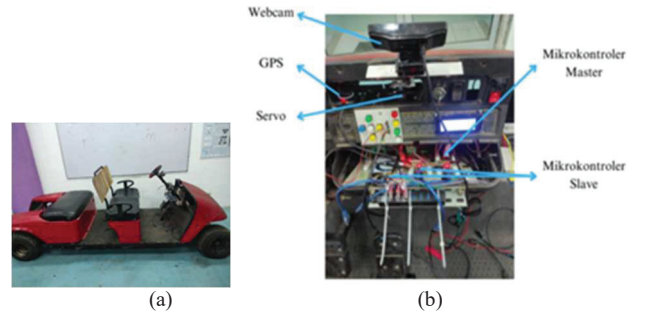 Webcam
GPS
Servo
Mikrokontroler
Master
Mikrokontroler
Slave
(a)
(b)